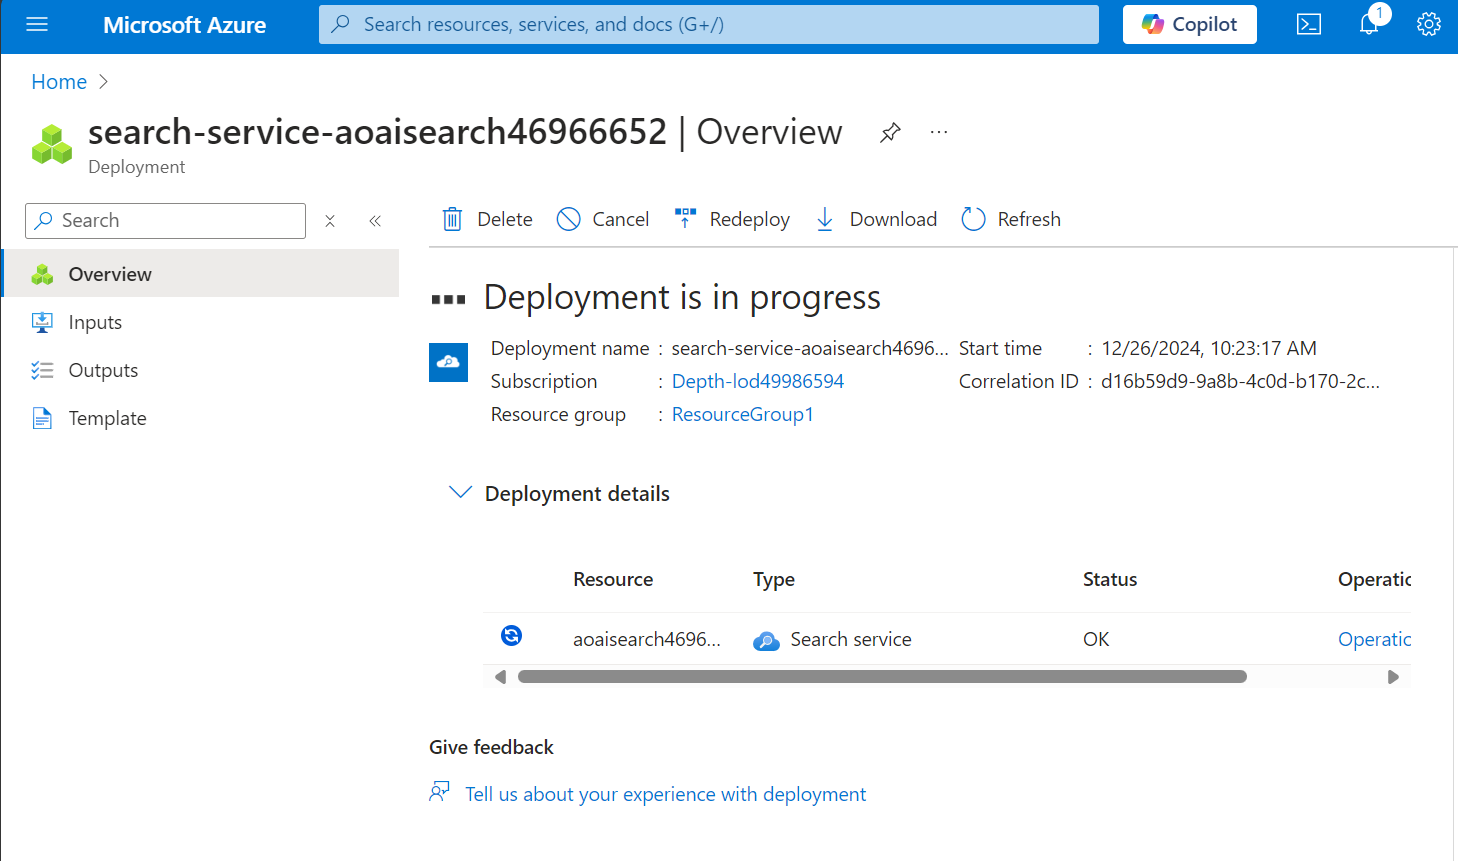 Microsoft Azure
Search resources, services, and docs (G+/)
Copilot
1
Home
search-service-aoaisearch46966652 | Overview
Deployment
Search
Delete
Cancel
Redeploy
Download
Refresh
Overview
Inputs
Outputs
Template
Deployment is in progress
Deployment name : search-service-aoaisearch4696...
Start time : 12/26/2024, 10:23:17 AM
Subscription : Depth-lod49986594
Correlation ID : d16b59d9-9a8b-4c0d-b170-2c...
Resource group : ResourceGroup1
Deployment details
Resource Type Status Operatic
aoaisearch4696... Search service OK Operatic
Give feedback
Tell us about your experience with deployment